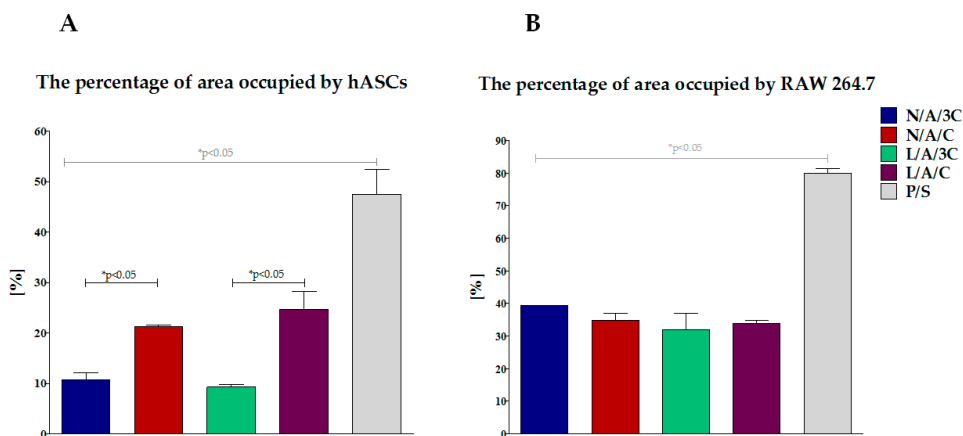 A
B
The percentage of area occupied by hASCs
The percentage of area occupied by RAW 264.7
N/A/3C
N/A/C
L/A/3C
L/A/C
P/S
60
50
40
30
20
10
0
[%]
*p<0.05
*p<0.05
*p<0.05
90
80
70
60
50
40
30
20
10
0
[%]
*p<0.05